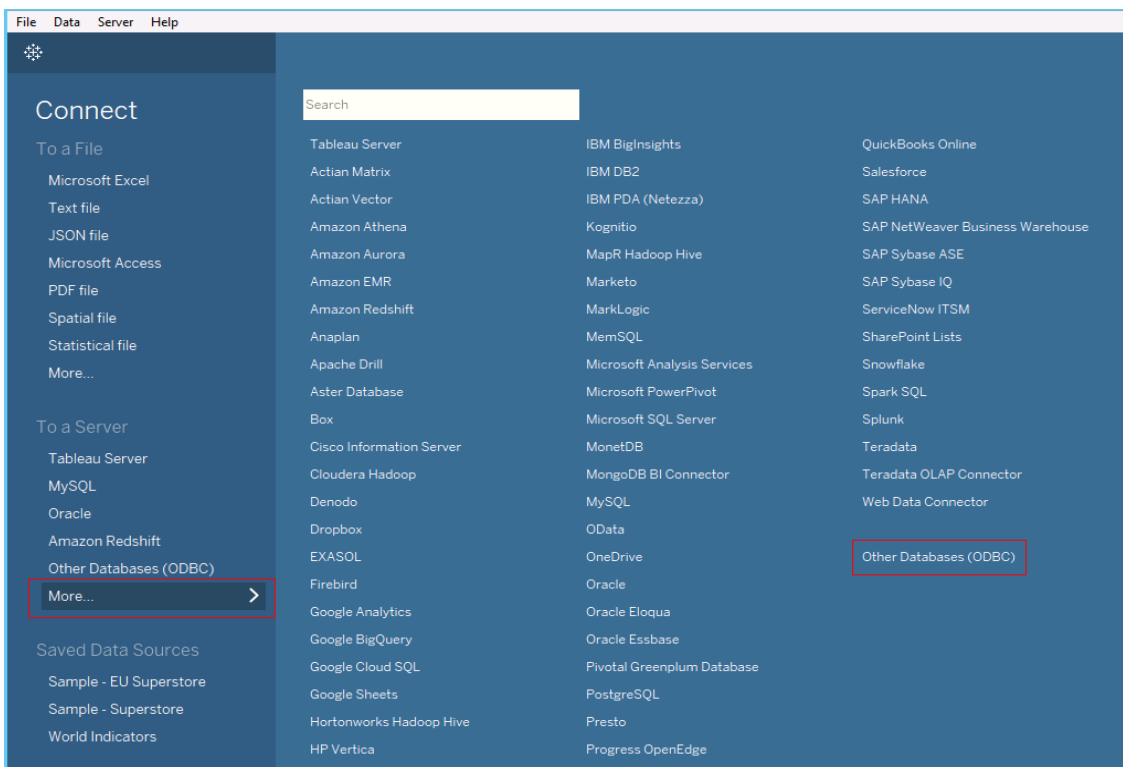 File Data Server Help
Connect
To a File
Microsoft Excel
Text file
JSON file
Microsoft Access
PDF file
Spatial file
Statistical file
More...
To a Server
Tableau Server
MySQL
Oracle
Amazon Redshift
Other Databases (ODBC)
More...
Saved Data Sources
Sample - EU Superstore
Sample - Superstore
World Indicators
Search
Tableau Server
Actian Matrix
Actian Vector
Amazon Athena
Amazon Aurora
Amazon EMR
Amazon Redshift
Anaplan
Apache Drill
Aster Database
Box
Cisco Information Server
Cloudera Hadoop
Denodo
Dropbox
EXASOL
Firebird
Google Analytics
Google BigQuery
Google Cloud SQL
Google Sheets
Hortonworks Hadoop Hive
HP Vertica
IBM BigInsights
IBM DB2
IBM PDA (Netezza)
Kognitio
MapR Hadoop Hive
Marketo
MarkLogic
MemSQL
Microsoft Analysis Services
Microsoft PowerPivot
Microsoft SQL Server
MonetDB
MongoDB BI Connector
MySQL
OData
OneDrive
Oracle
Oracle Eloqua
Oracle Essbase
Pivotal Greenplum Database
PostgreSQL
Presto
Progress OpenEdge
QuickBooks Online
Salesforce
SAP HANA
SAP NetWeaver Business Warehouse
SAP Sybase ASE
SAP Sybase IQ
ServiceNow ITSM
SharePoint Lists
Snowflake
Spark SQL
Splunk
Teradata
Teradata OLAP Connector
Web Data Connector
Other Databases (ODBC)